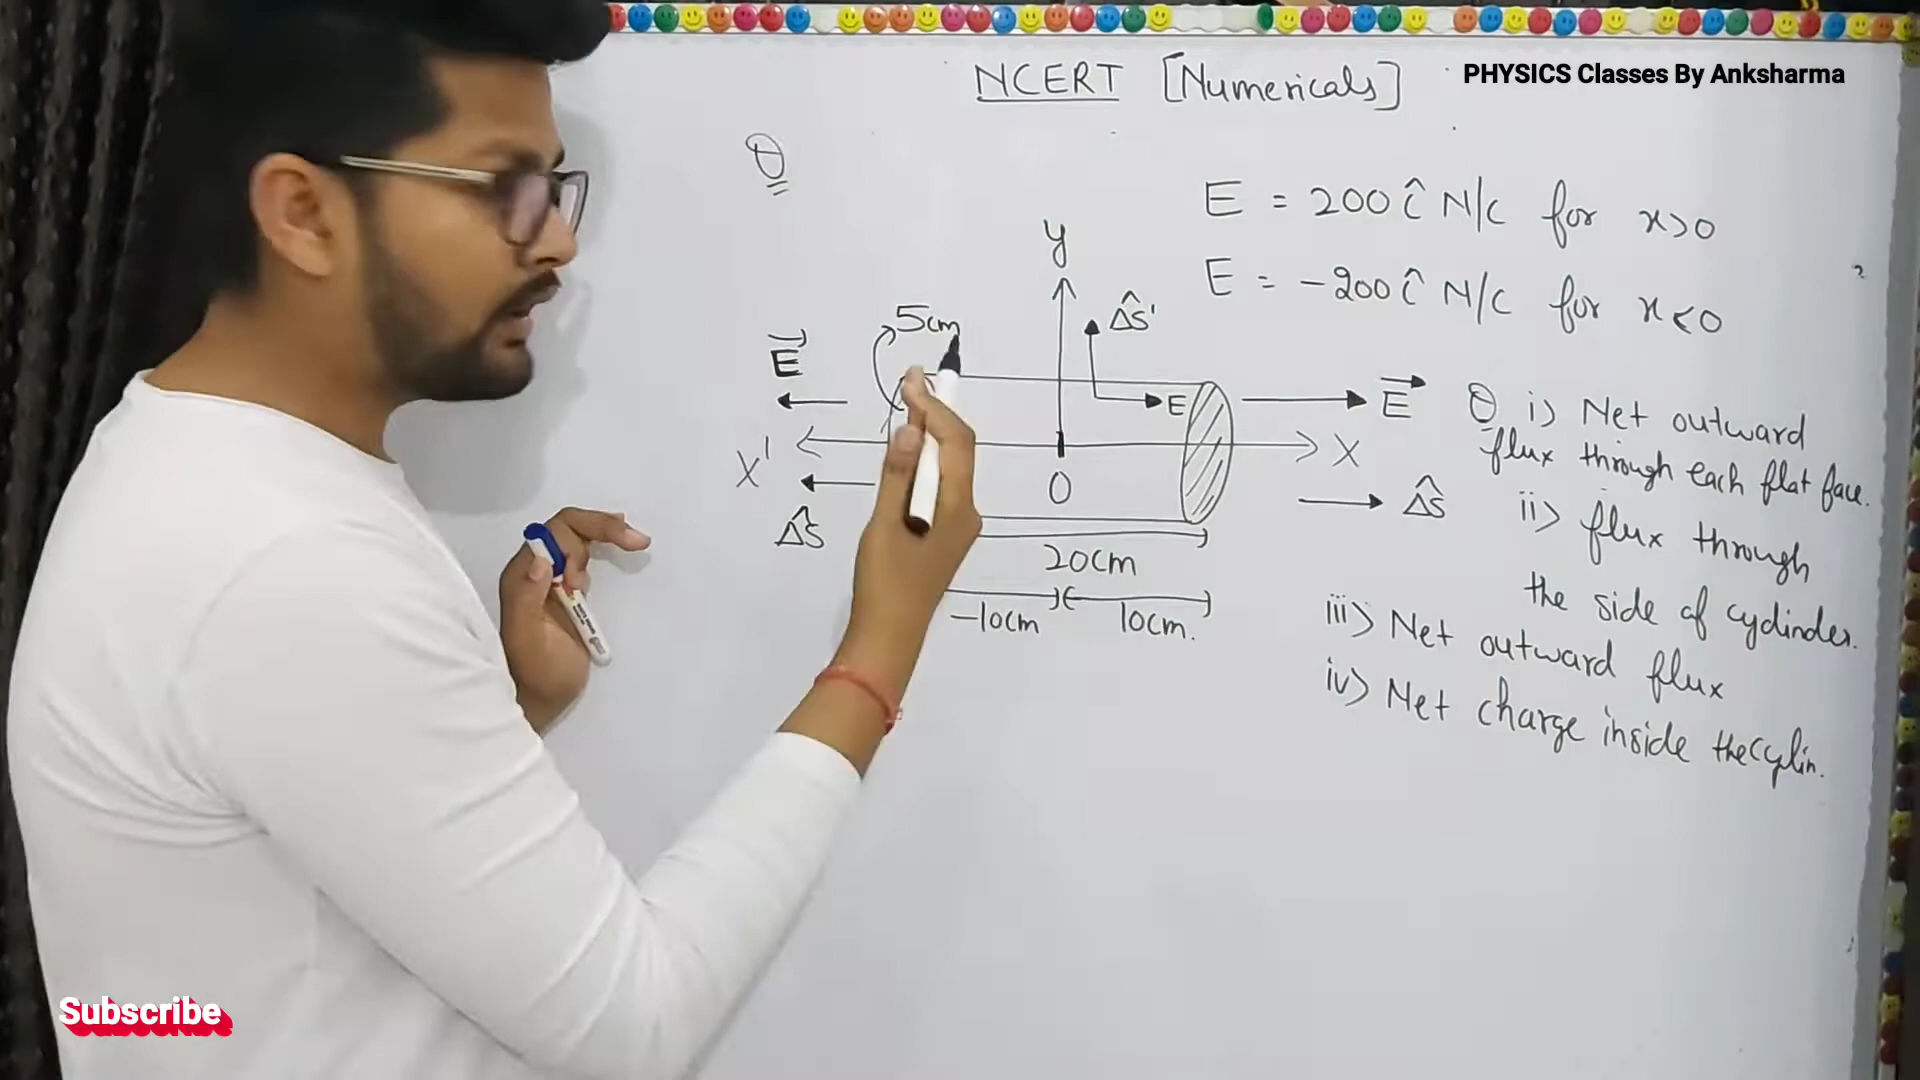 NCERT [Numericals]
PHYSICS Classes By Anksharma
Q
E = 200 î N/C for x>0
E = -200 î N/C for x<0
y
ΔŜ'
5cm
E⃗
E
E⃗
X'
X
O
ΔŜ
ΔŜ
20cm
-10cm
10cm.
Q i) Net outward
flux through each flat face.
ii) flux through
the side of cylinder.
iii) Net outward flux
iv) Net charge inside the cylin.
Subscribe